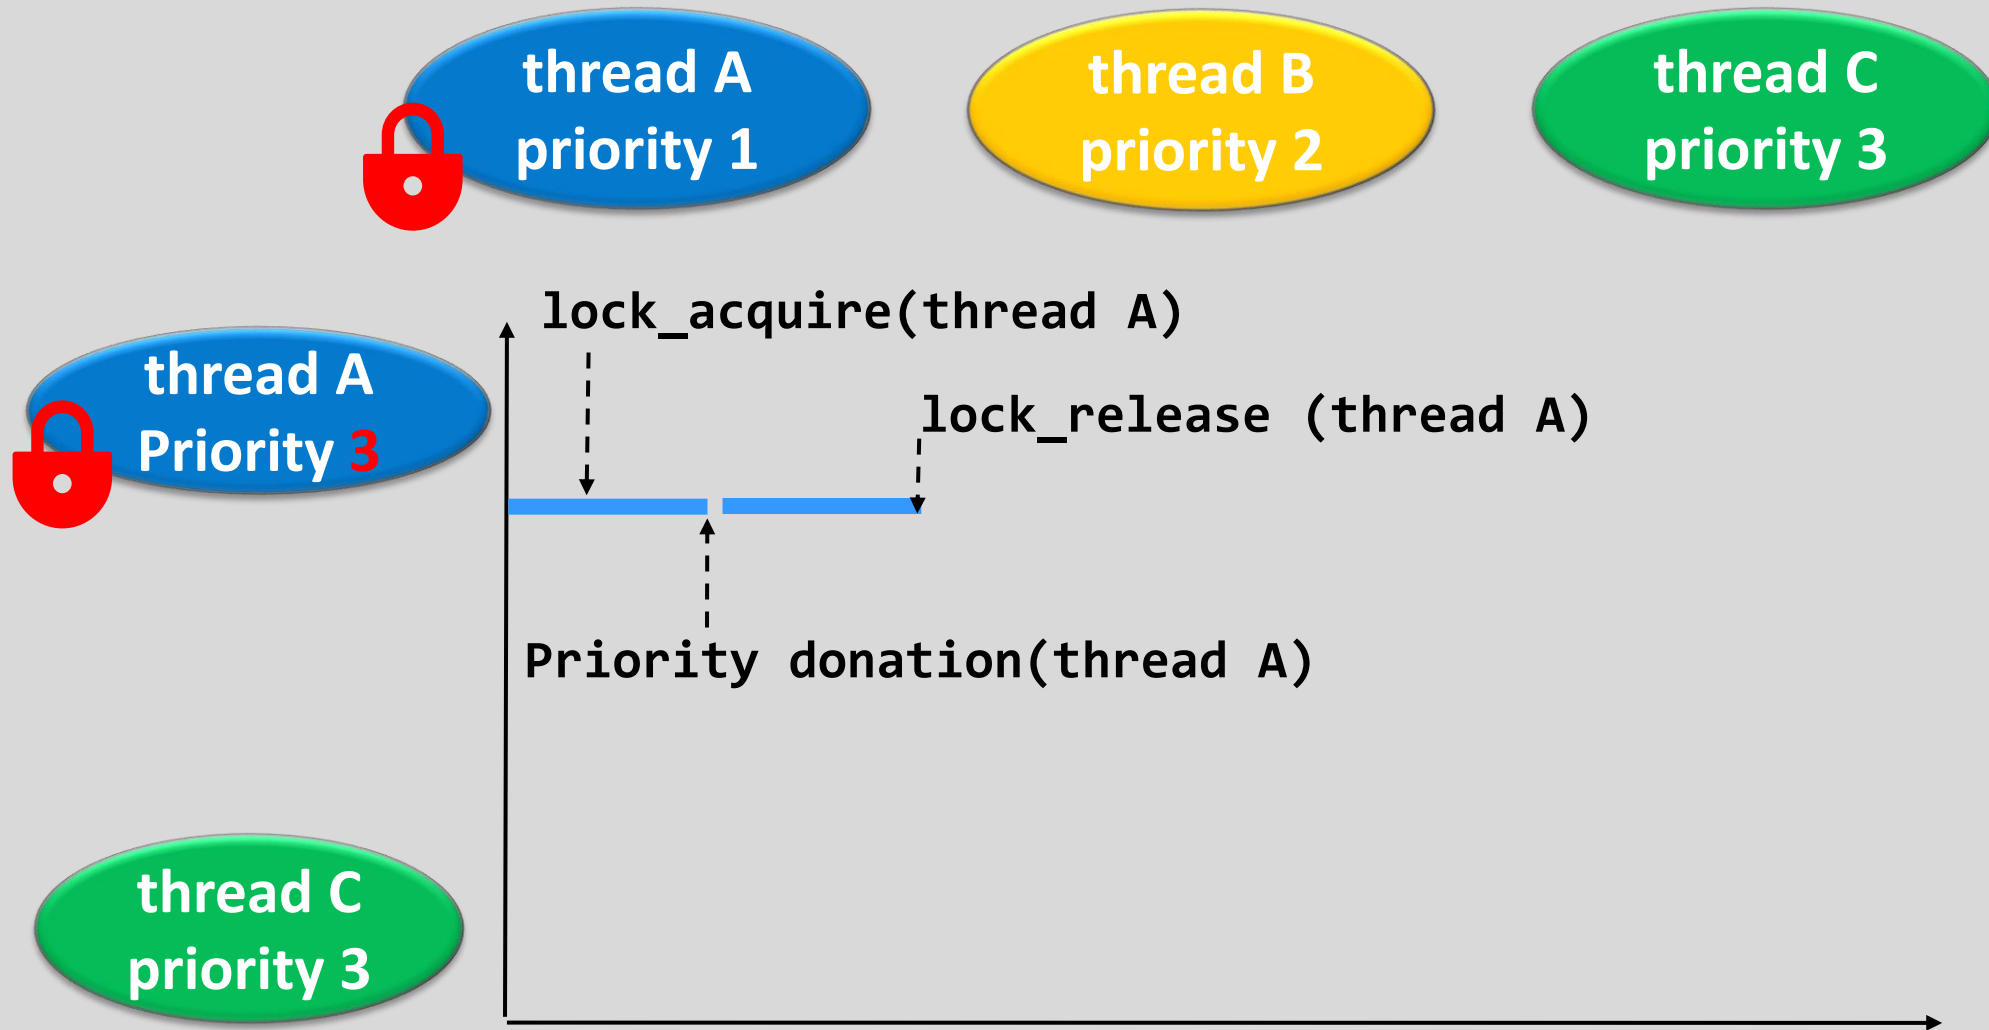 thread A
priority 1
thread B
priority 2
thread C
priority 3
lock_acquire(thread A)
thread A
Priority 3
lock_release (thread A)
Priority donation(thread A)
thread C
priority 3